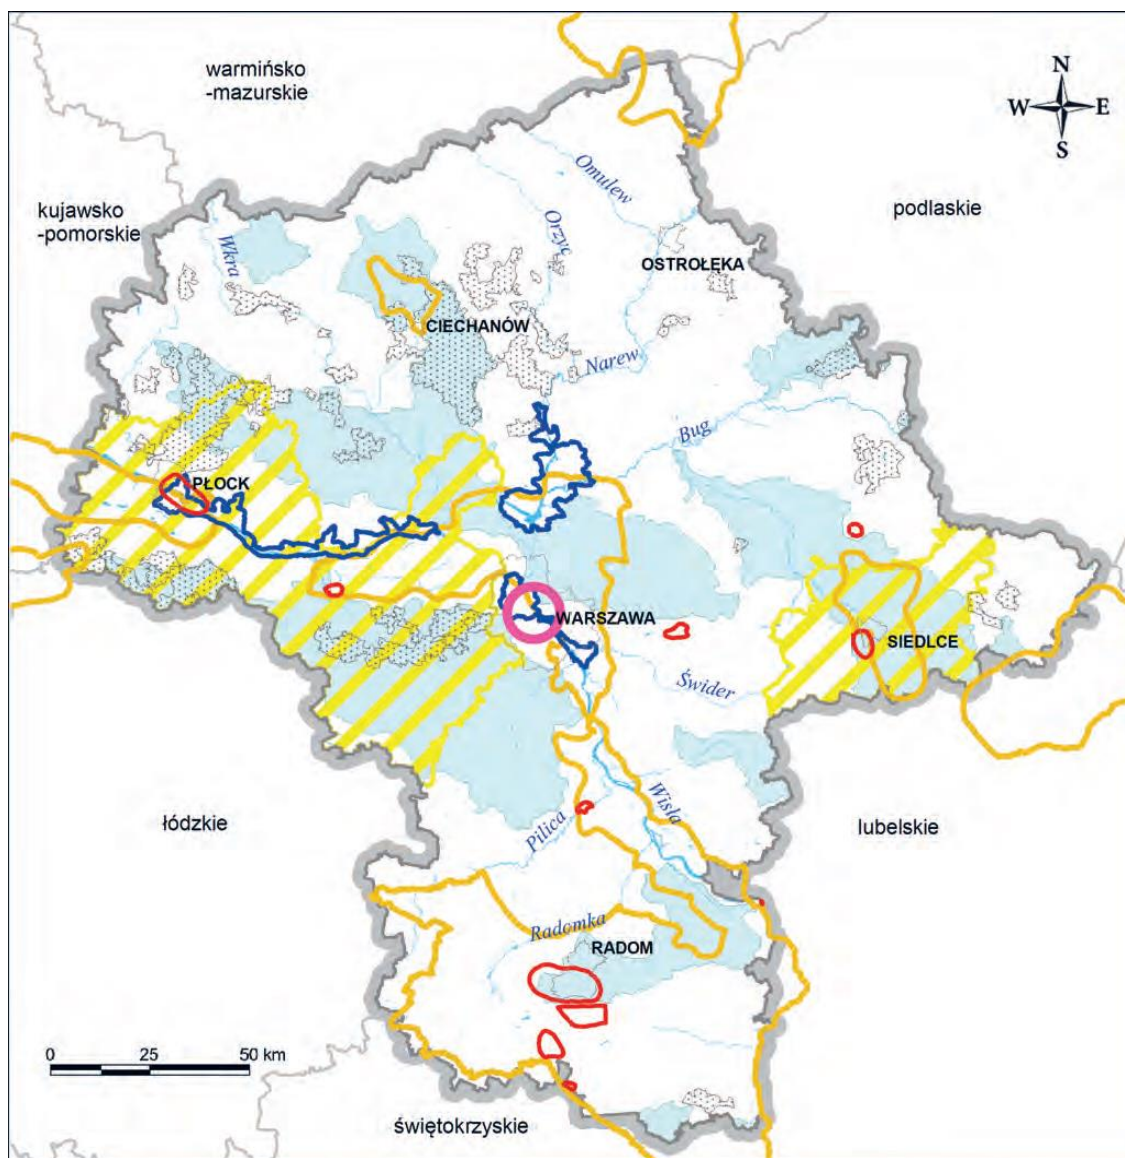 warmińsko
-mazurskie
N
W E
S
kujawsko
-pomorskie
podlaskie
Omulew
Orzyc
Wkra
OSTROŁĘKA
CIECHANÓW
Narew
Bug
PŁOCK
WARSZAWA
SIEDLCE
Świder
Wisła
Pilica
łódzkie
lubelskie
Radomka
RADOM
0 25 50 km
świętokrzyskie